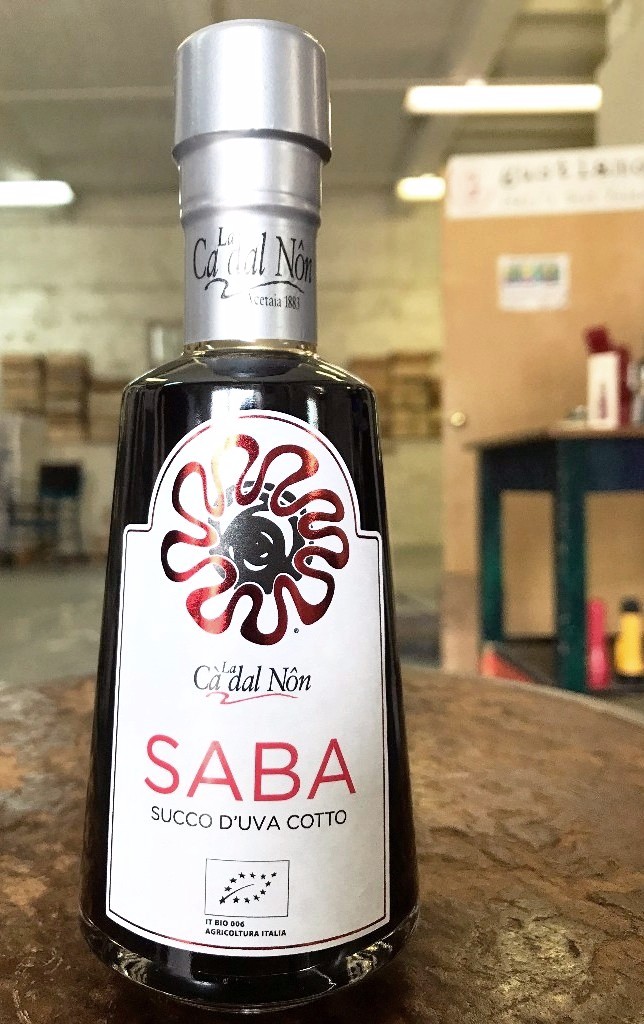 La
Cà dal Nôn
Acetaia 1883
®
La
Cà dal Nôn
SABA
SUCCO D'UVA COTTO
IT BIO 006
AGRICOLTURA ITALIA